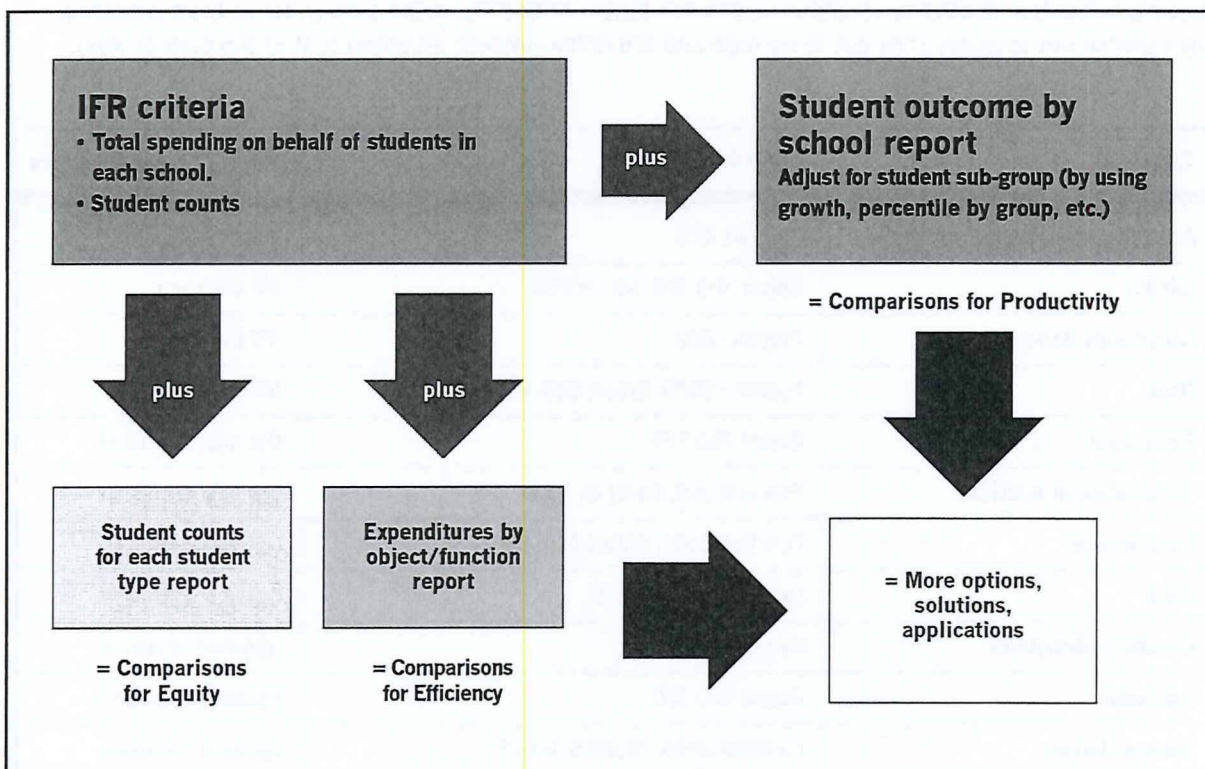 IFR criteria
• Total spending on behalf of students in
each school.
• Student counts
plus
Student outcome by
school report
Adjust for student sub-group (by using
growth, percentile by group, etc.)
= Comparisons for Productivity
plus
plus
Student counts
for each student
type report
Expenditures by
object/function
report
= More options,
solutions,
applications
= Comparisons
for Equity
= Comparisons
for Efficiency